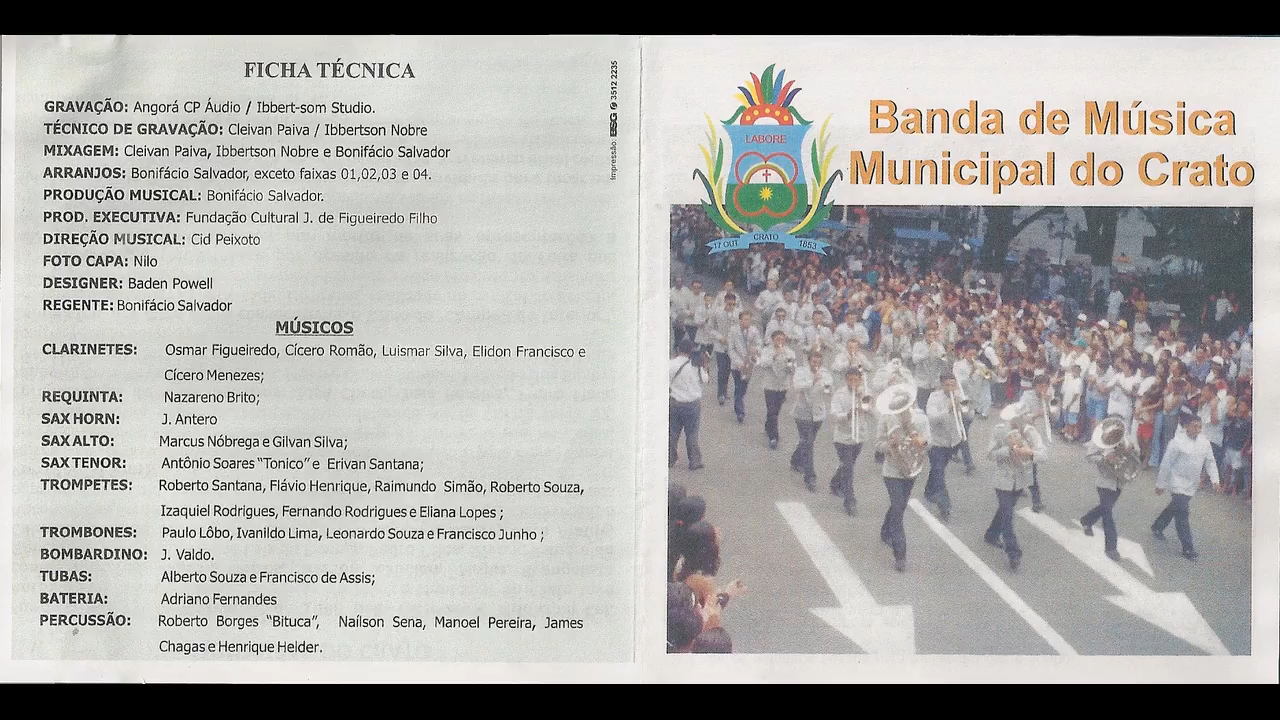 FICHA TÉCNICA
GRAVAÇÃO: Angorá CP Áudio / Ibbert-som Studio.
TÉCNICO DE GRAVAÇÃO: Cleivan Paiva / Ibbertson Nobre
MIXAGEM: Cleivan Paiva, Ibbertson Nobre e Bonifácio Salvador
ARRANJOS: Bonifácio Salvador, exceto faixas 01,02,03 e 04.
PRODUÇÃO MUSICAL: Bonifácio Salvador.
PROD. EXECUTIVA: Fundação Cultural J. de Figueiredo Filho
DIREÇÃO MUSICAL: Cid Peixoto
FOTO CAPA: Nilo
DESIGNER: Baden Powell
REGENTE: Bonifácio Salvador
MÚSICOS
CLARINETES: Osmar Figueiredo, Cícero Romão, Luismar Silva, Elidon Francisco e
Cícero Menezes;
REQUINTA: Nazareno Brito;
SAX HORN: J. Antero
SAX ALTO: Marcus Nóbrega e Gilvan Silva;
SAX TENOR: Antônio Soares "Tonico" e Erivan Santana;
TROMPETES: Roberto Santana, Flávio Henrique, Raimundo Simão, Roberto Souza,
Izaquiel Rodrigues, Fernando Rodrigues e Eliana Lopes ;
TROMBONES: Paulo Lôbo, Ivanildo Lima, Leonardo Souza e Francisco Junho ;
BOMBARDINO: J. Valdo.
TUBAS: Alberto Souza e Francisco de Assis;
BATERIA: Adriano Fernandes
PERCUSSÃO: Roberto Borges "Bituca", Naílson Sena, Manoel Pereira, James
Chagas e Henrique Helder.
Impressão: BSG 3512 2235
Banda de Música
Municipal do Crato
LABORE
17 OUT CRATO 1853